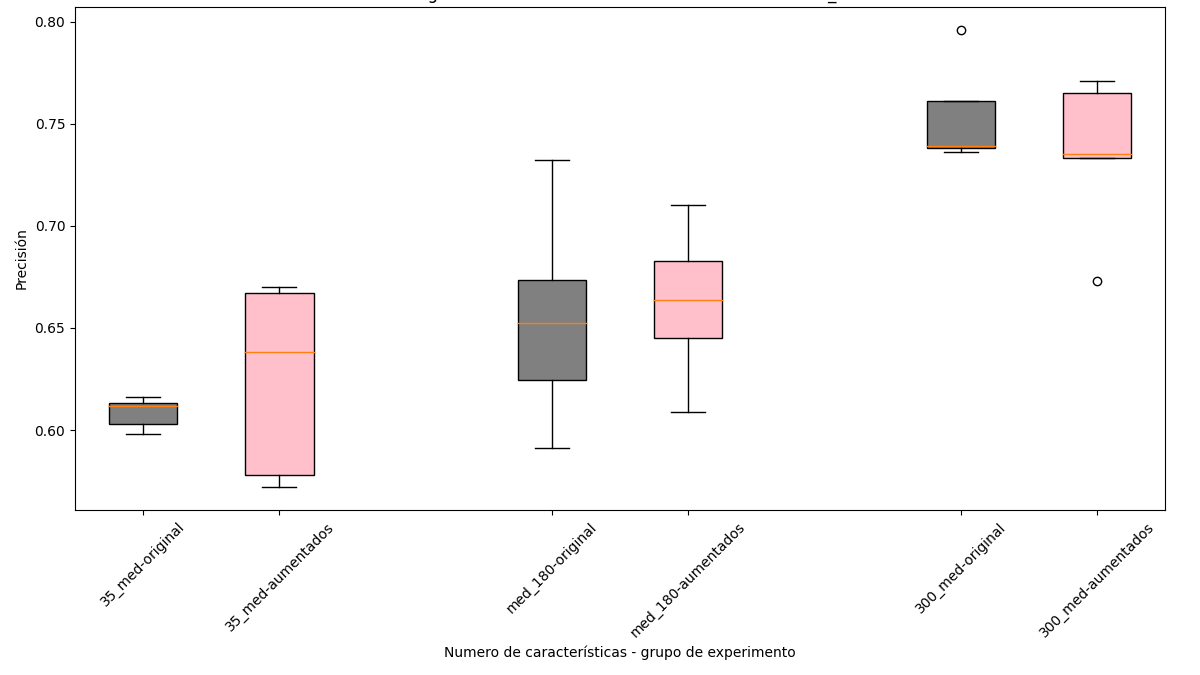 0.80
0.75
0.70
0.65
0.60
Precisión
35_med-original
35_med-aumentados
med_180-original
med_180-aumentados
300_med-original
300_med-aumentados
Numero de características - grupo de experimento